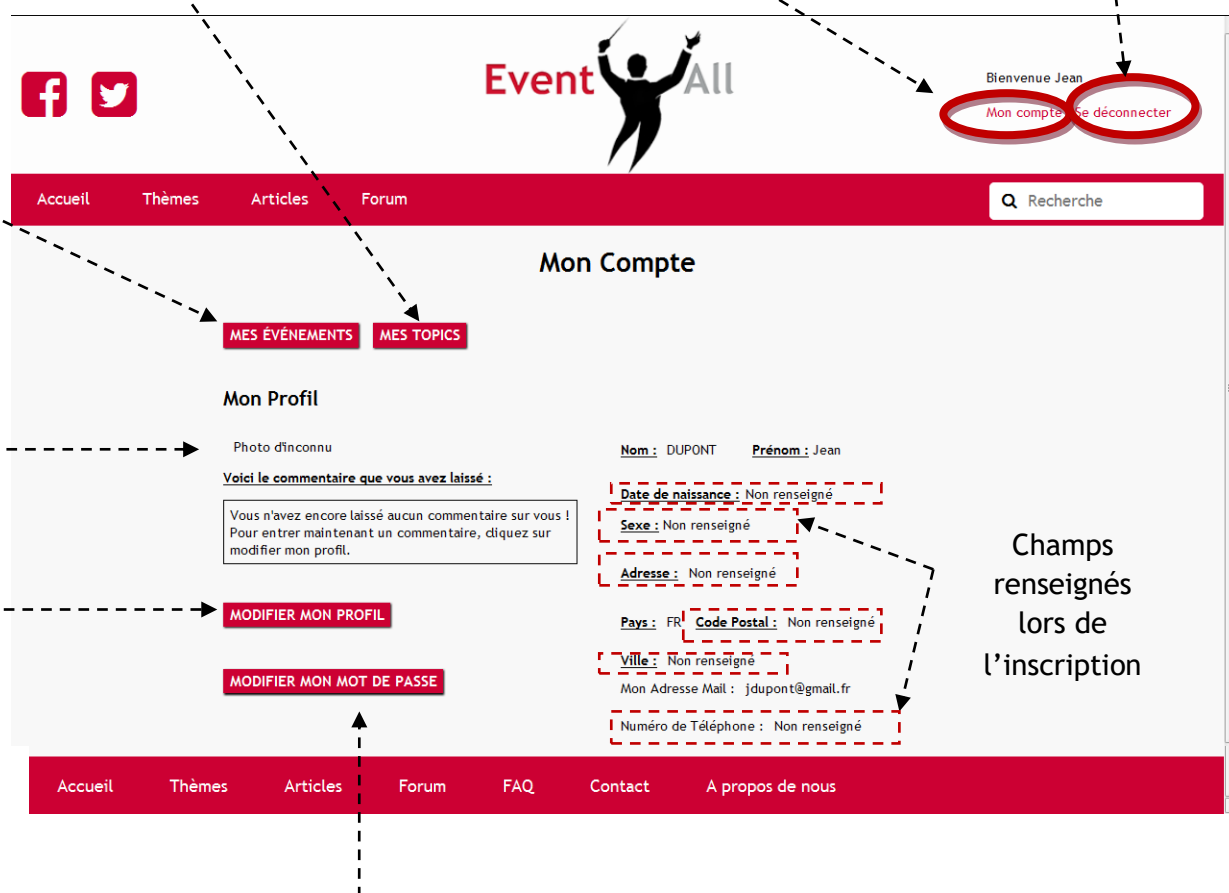 Event All
Bienvenue Jean
Mon compte Se déconnecter
Accueil Thèmes Articles Forum Recherche
Mon Compte
MES ÉVÉNEMENTS MES TOPICS
Mon Profil
Photo d'inconnu
Voici le commentaire que vous avez laissé :
Vous n'avez encore laissé aucun commentaire sur vous !
Pour entrer maintenant un commentaire, cliquez sur
modifier mon profil.
MODIFIER MON PROFIL
MODIFIER MON MOT DE PASSE
Nom : DUPONT Prénom : Jean
Date de naissance : Non renseigné
Sexe : Non renseigné
Adresse : Non renseigné
Pays : FR Code Postal : Non renseigné
Ville : Non renseigné
Mon Adresse Mail : jdupont@gmail.fr
Numéro de Téléphone : Non renseigné
Champs
renseignés
lors de
l'inscription
Accueil Thèmes Articles Forum FAQ Contact A propos de nous